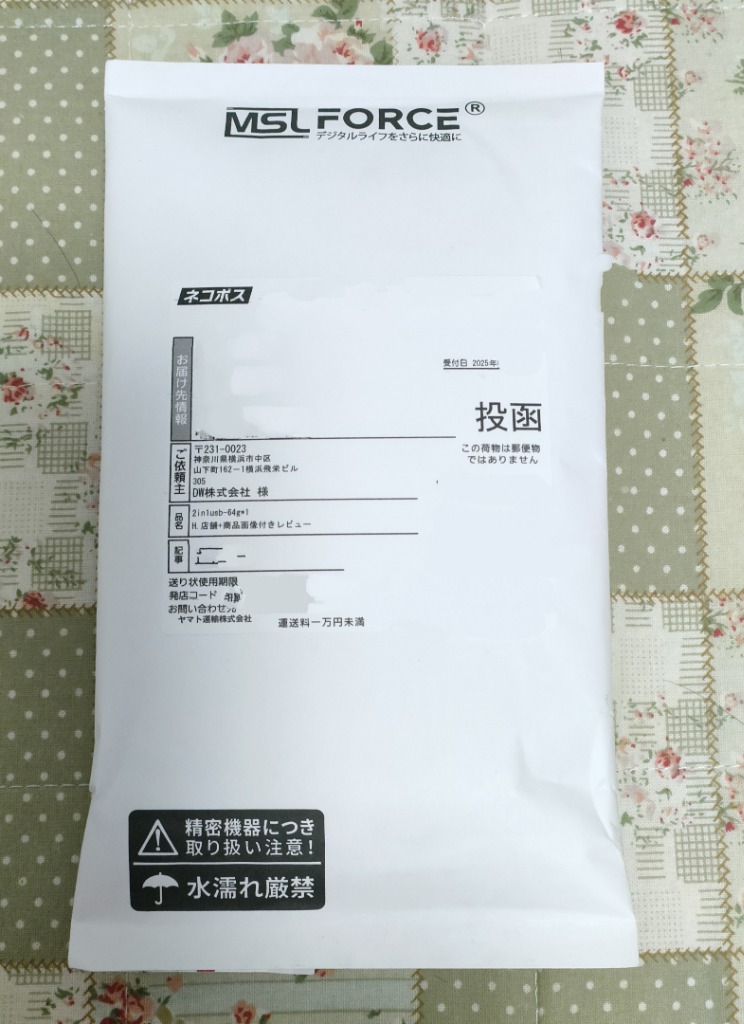 MSL FORCE®
デジタルライフをさらに快適に
ネコポス
お届け先情報
受付日 2025年
投函
この荷物は郵便物
ではありません
ご依頼主
〒231-0023
神奈川県横浜市中区
山下町162-1横浜飛栄ビル
305
DW株式会社 様
品名
2in1usb-64g*1
H.店舗+商品画像付きレビュー
記事
送り状使用期限
発店コード
お問い合わせ
ヤマト運輸株式会社
運送料一万円未満
精密機器につき
取り扱い注意!
水濡れ厳禁